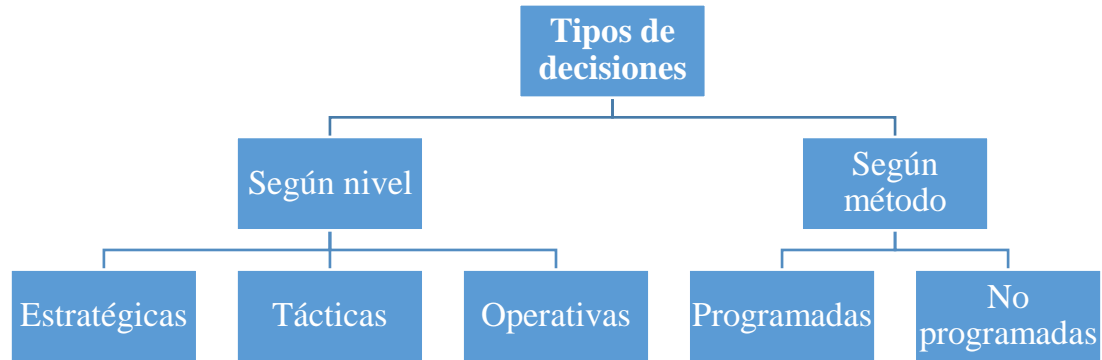 Tipos de
decisiones
Según nivel
Según
método
Estratégicas
Tácticas
Operativas
Programadas
No
programadas